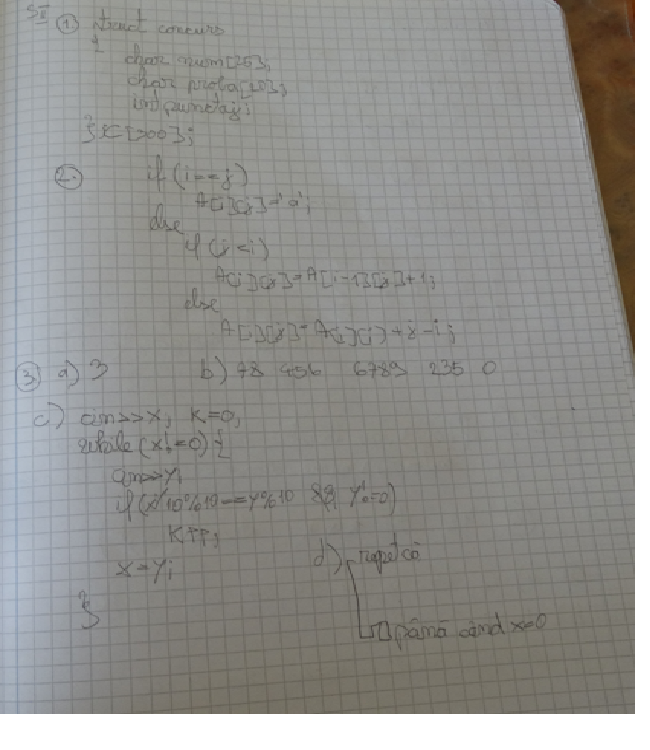 SII ① struct concurs
{
char num[25];
char proba[20];
int punctaj;
}x[200];
② if (i==j)
A[i][j]='a';
else
if (j<i)
A[i][j]=A[i-1][j]+1;
else
A[i][j]=A[i][i]+j-i;
③ a) 3 b) 78 456 6789 235 0
c) cin>>x; K=0;
while (x!=0) {
cin>>y;
if (x/10%10==y%10 && y!=0)
K++;
x=y;
}
d) repetă
până când x=0